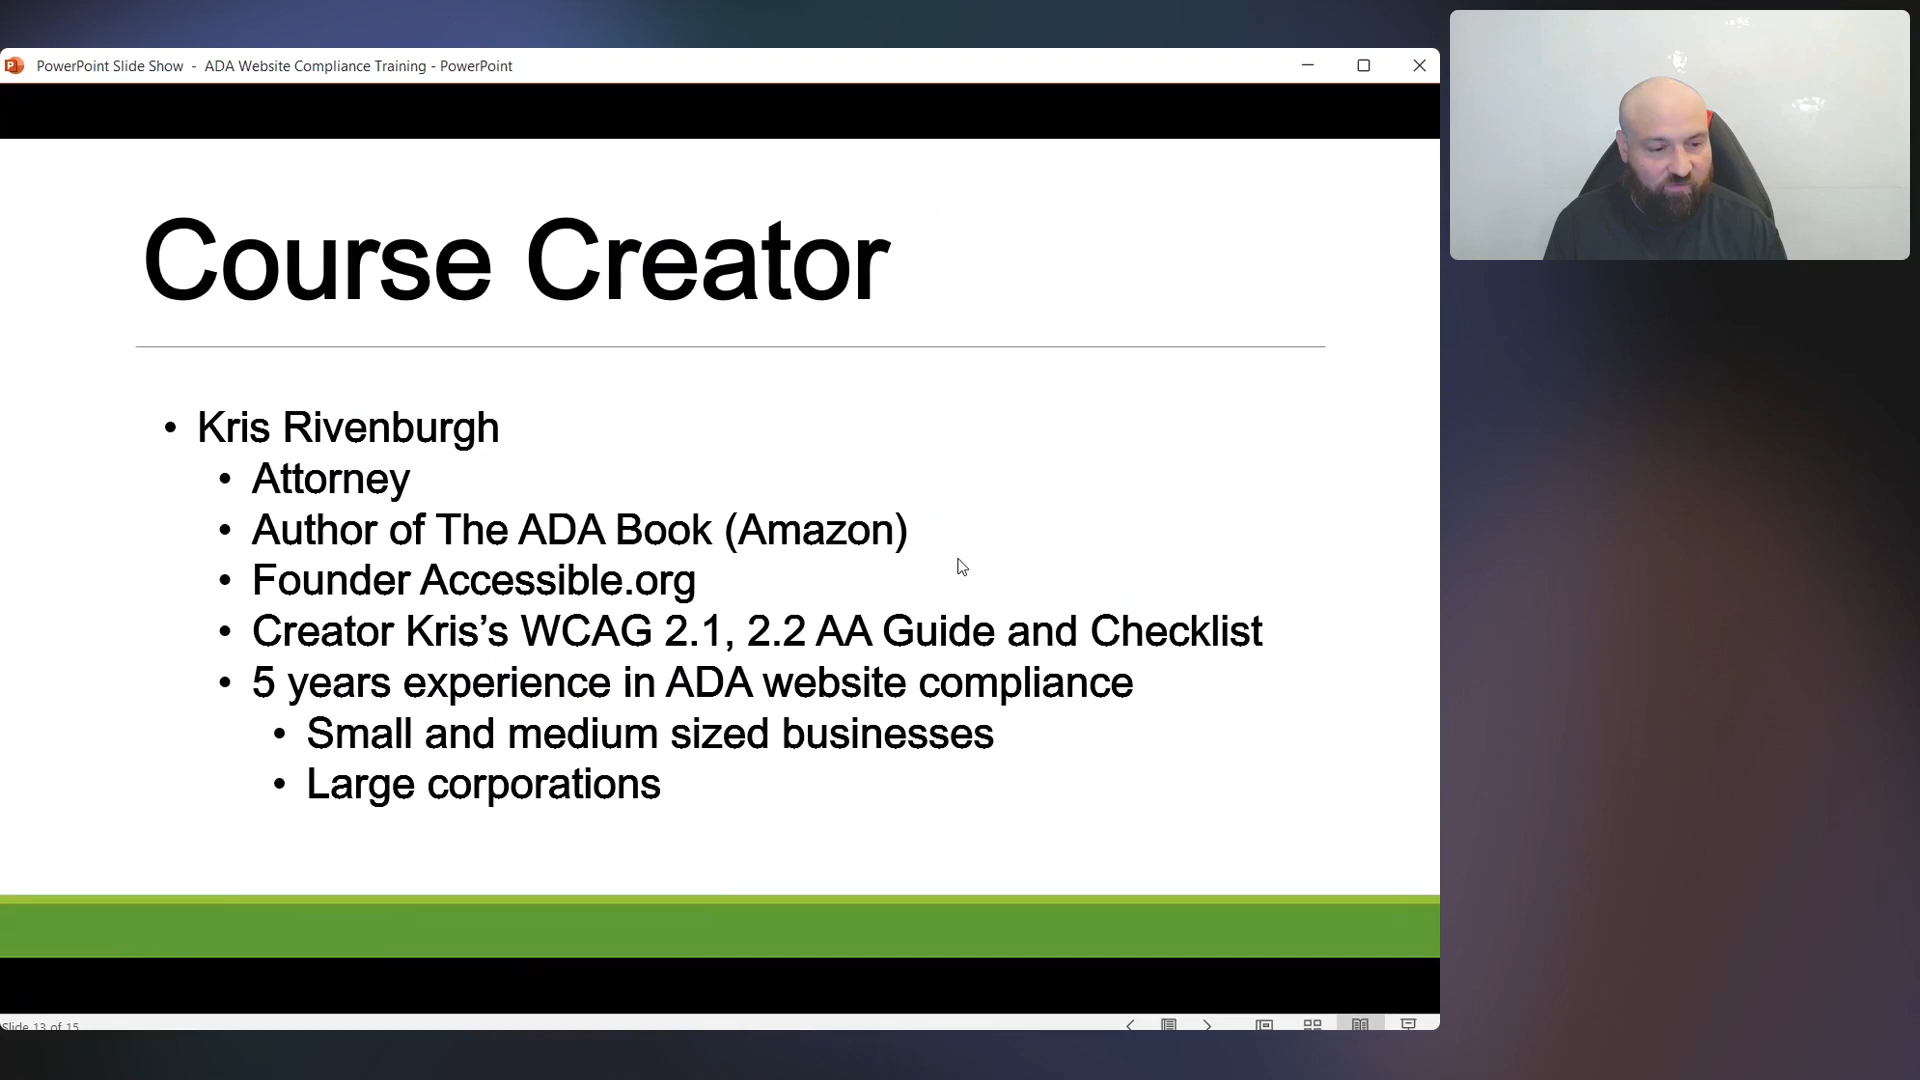 PowerPoint Slide Show - ADA Website Compliance Training - PowerPoint
Course Creator
• Kris Rivenburgh
• Attorney
• Author of The ADA Book (Amazon)
• Founder Accessible.org
• Creator Kris’s WCAG 2.1, 2.2 AA Guide and Checklist
• 5 years experience in ADA website compliance
• Small and medium sized businesses
• Large corporations
Slide 13 of 15